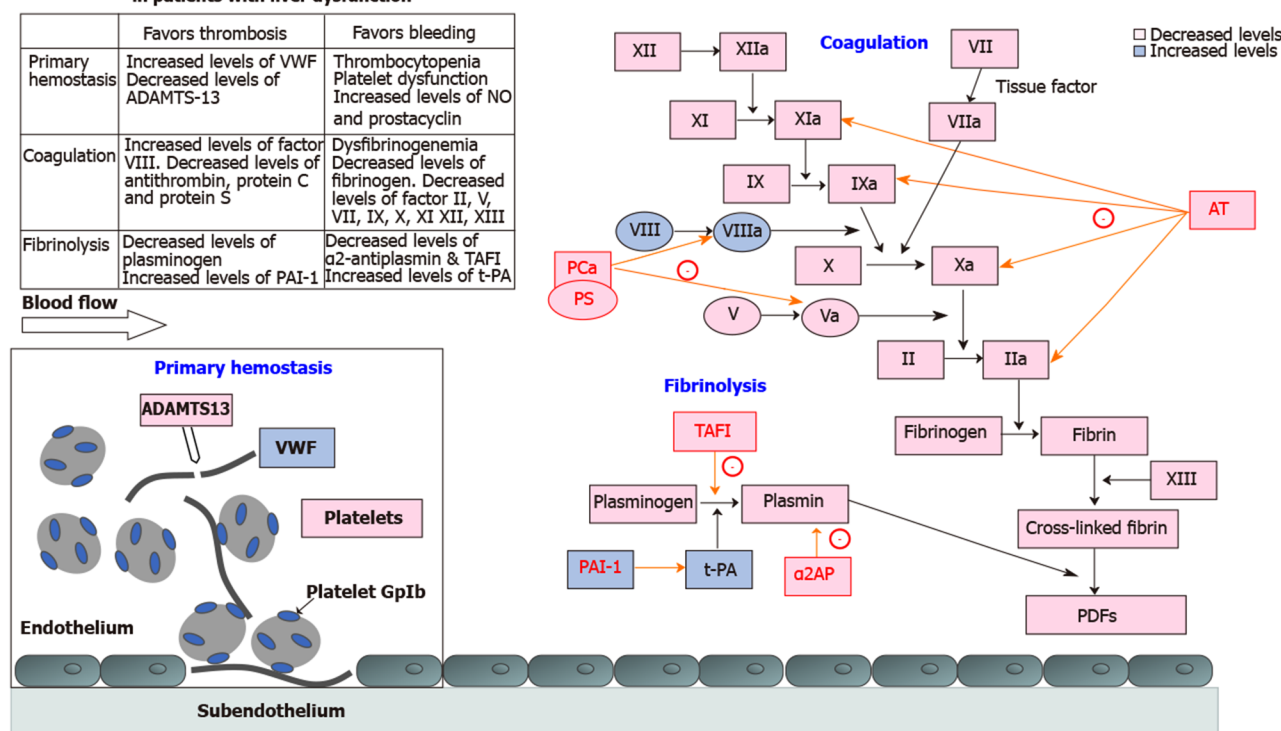 in patients with liver dysfunction
Favors thrombosis
Favors bleeding
Primary
hemostasis
Increased levels of VWF
Decreased levels of
ADAMTS-13
Thrombocytopenia
Platelet dysfunction
Increased levels of NO
and prostacyclin
Coagulation
Increased levels of factor
VIII. Decreased levels of
antithrombin, protein C
and protein S
Dysfibrinogenemia
Decreased levels of
fibrinogen. Decreased
levels of factor II, V,
VII, IX, X, XI XII, XIII
Fibrinolysis
Decreased levels of
plasminogen
Increased levels of PAI-1
Decreased levels of
α2-antiplasmin & TAFI
Increased levels of t-PA
Blood flow
Primary hemostasis
ADAMTS13
VWF
Platelets
Platelet GpIb
Endothelium
Subendothelium
Coagulation
Decreased levels
Increased levels
XII
XIIa
VII
Tissue factor
XI
XIa
VIIa
IX
IXa
AT
-
VIII
VIIIa
PCa
PS
-
X
Xa
V
Va
II
IIa
Fibrinolysis
TAFI
-
Fibrinogen
Fibrin
XIII
Plasminogen
Plasmin
Cross-linked fibrin
-
PAI-1
t-PA
α2AP
PDFs